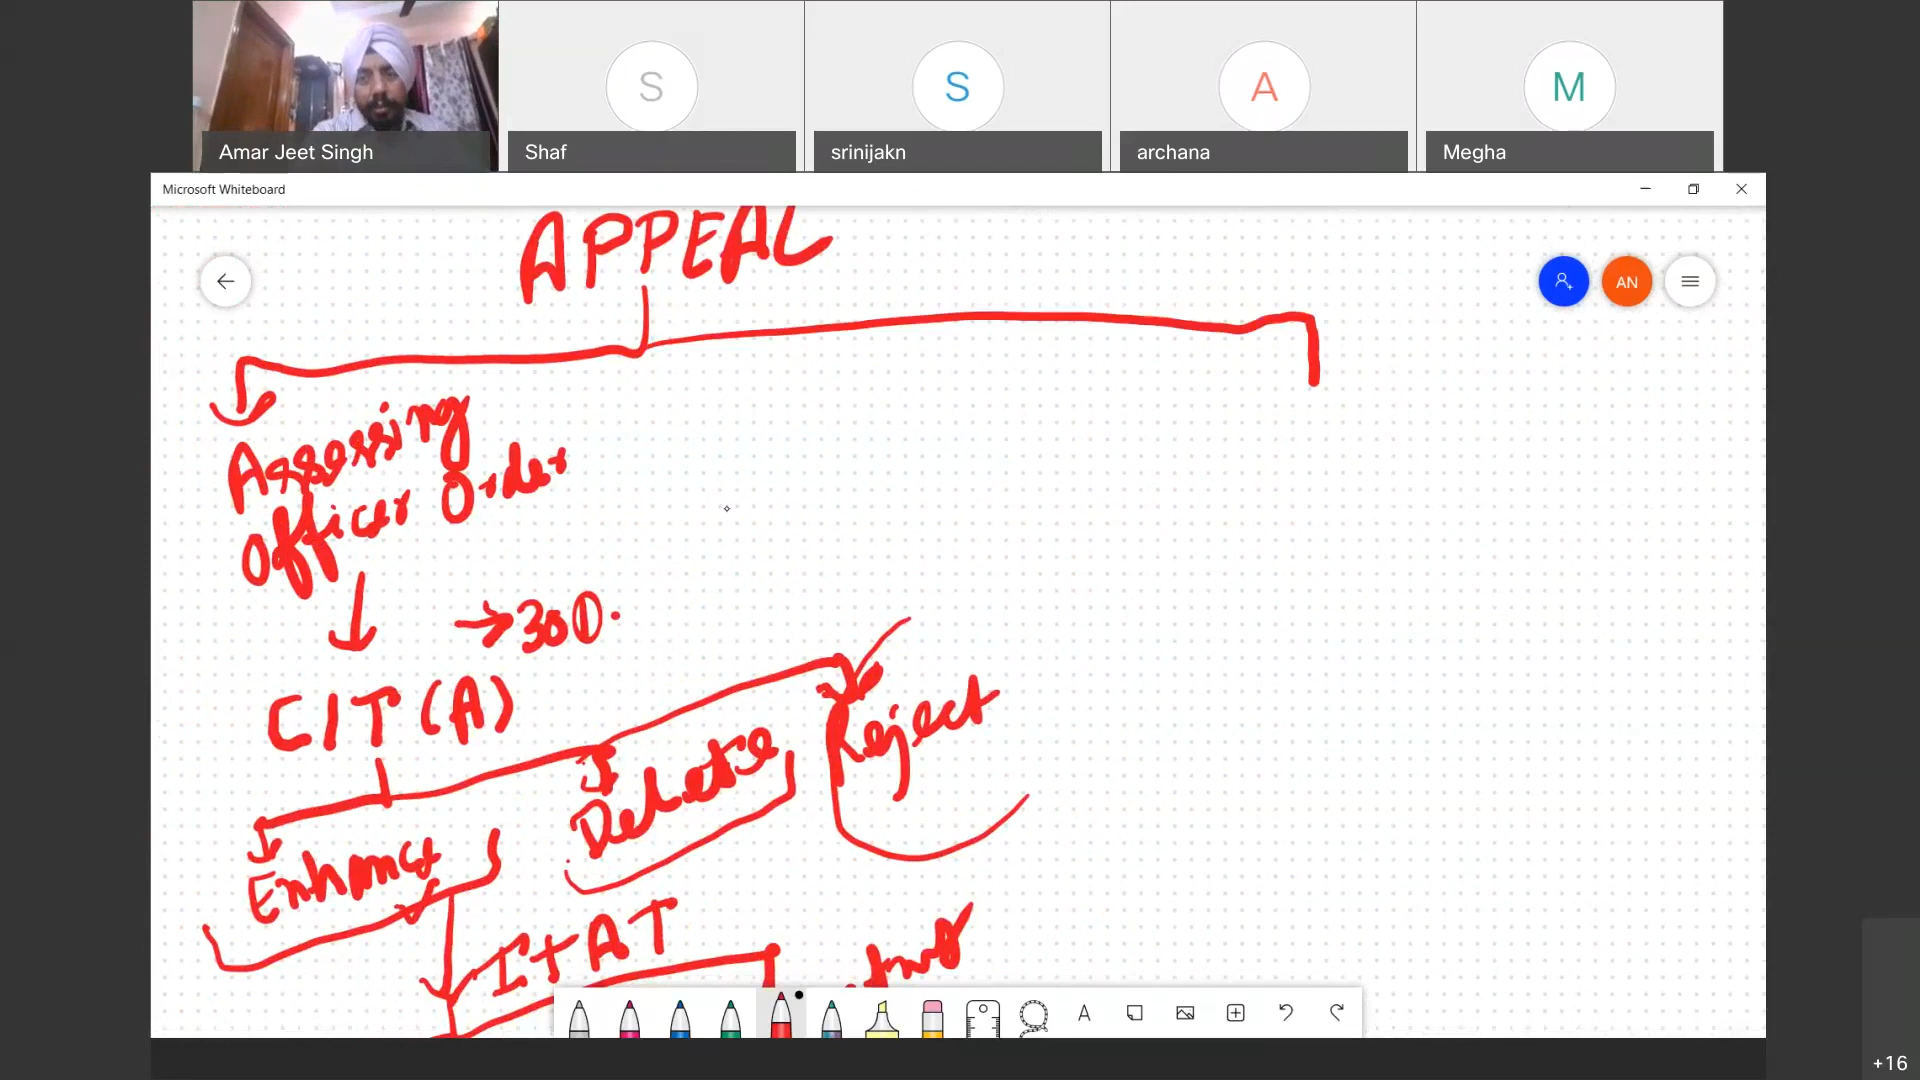 S
S
A
M
Amar Jeet Singh
Shaf
srinijakn
archana
Megha
Microsoft Whiteboard
APPEAL
AN
Assessing
Officer Order
→30D.
CIT(A)
Reject
Delete
Enhance
ITAT
A
+16